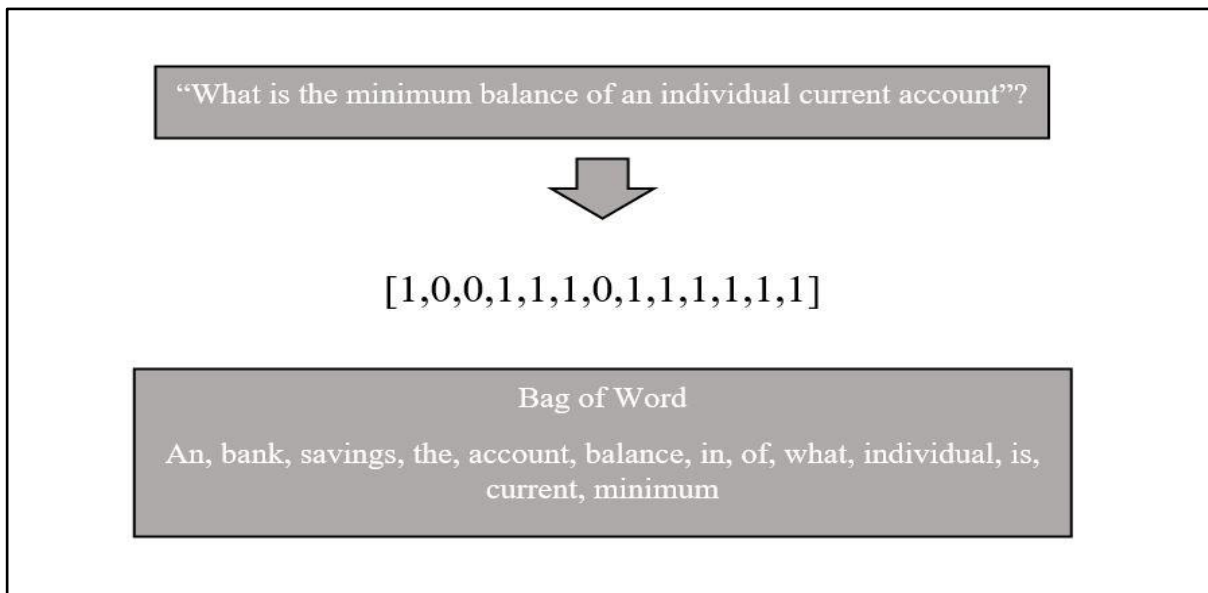 “What is the minimum balance of an individual current account”?
[1,0,0,1,1,1,0,1,1,1,1,1,1]
Bag of Word
An, bank, savings, the, account, balance, in, of, what, individual, is,
current, minimum